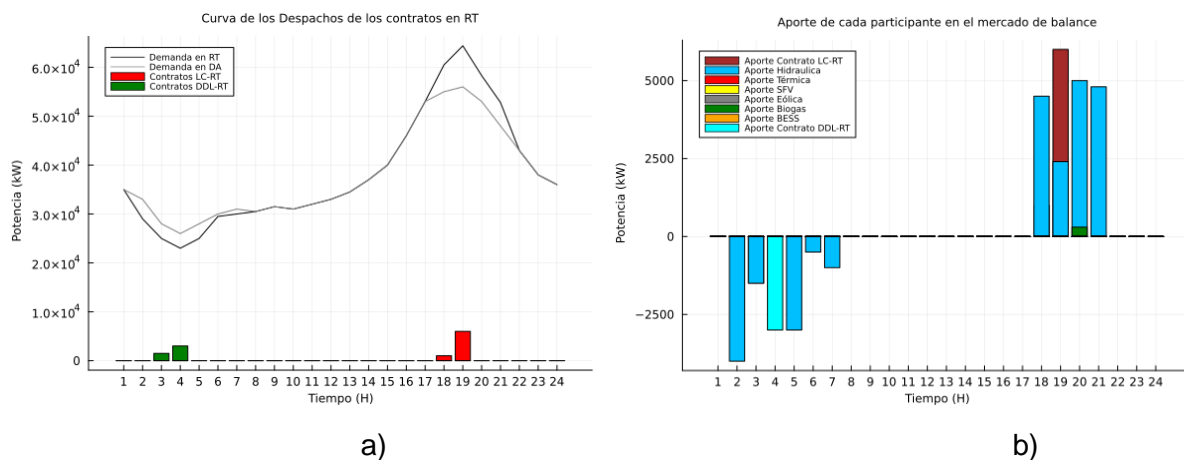 Curva de los Despachos de los contratos en RT
Demanda en RT
Demanda en DA
Contratos LC-RT
Contratos DDL-RT
6.0×10⁴
5.0×10⁴
4.0×10⁴
3.0×10⁴
2.0×10⁴
1.0×10⁴
0
Potencia (kW)
1 2 3 4 5 6 7 8 9 10 11 12 13 14 15 16 17 18 19 20 21 22 23 24
Tiempo (H)
a)
Aporte de cada participante en el mercado de balance
Aporte Contrato LC-RT
Aporte Hidraulica
Aporte Térmica
Aporte SFV
Aporte Eólica
Aporte Biogas
Aporte BESS
Aporte Contrato DDL-RT
5000
2500
0
−2500
Potencia (kW)
1 2 3 4 5 6 7 8 9 10 11 12 13 14 15 16 17 18 19 20 21 22 23 24
Tiempo (H)
b)